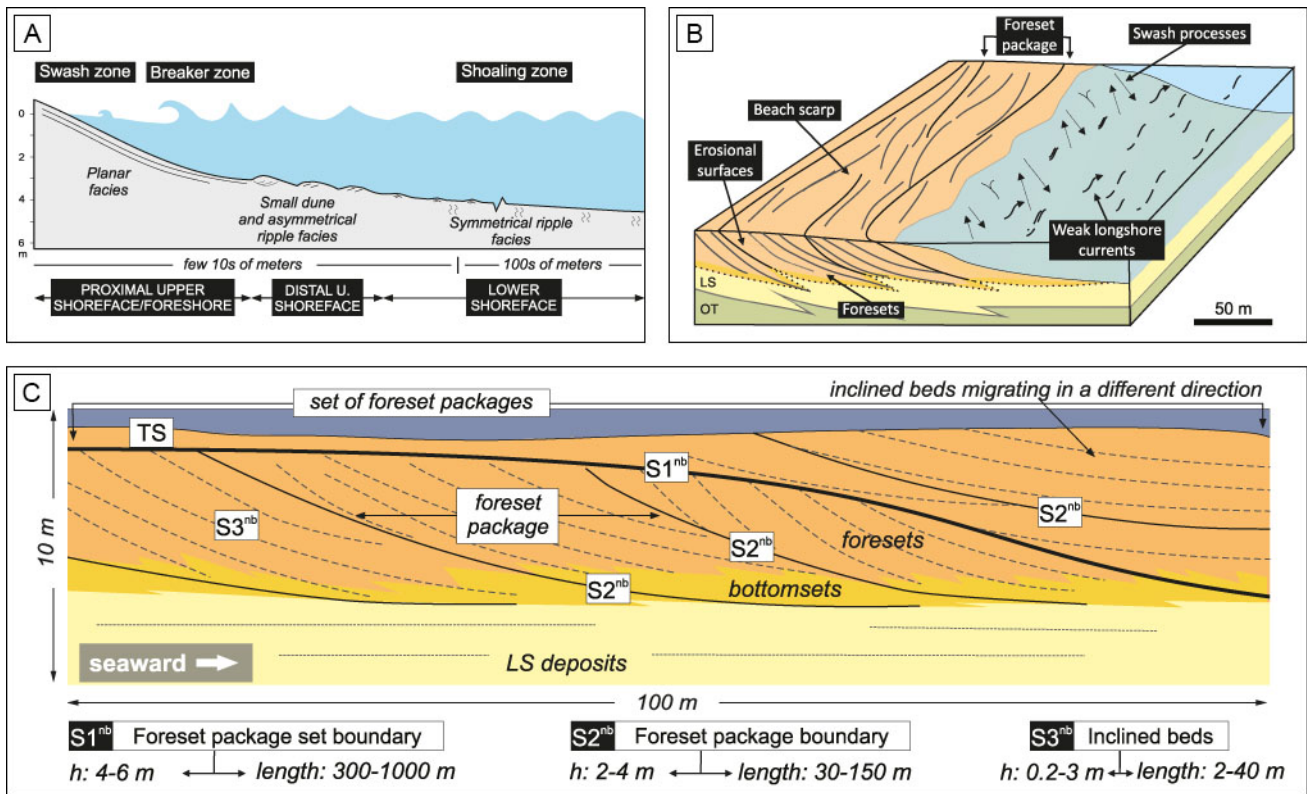 A
Swash zone
Breaker zone
Shoaling zone
0
2
4
6
m
Planar
facies
Small dune
and asymmetrical
ripple facies
Symmetrical ripple
facies
few 10s of meters
100s of meters
PROXIMAL UPPER
SHOREFACE/FORESHORE
DISTAL U.
SHOREFACE
LOWER
SHOREFACE
B
Foreset
package
Swash processes
Beach scarp
Erosional
surfaces
Weak longshore
currents
LS
OT
Foresets
50 m
C
set of foreset packages
inclined beds migrating in a different direction
TS
S1nb
foreset
package
S3nb
S2nb
S2nb
foresets
S2nb
bottomsets
10 m
seaward
LS deposits
100 m
S1nb Foreset package set boundary
h: 4-6 m length: 300-1000 m
S2nb Foreset package boundary
h: 2-4 m length: 30-150 m
S3nb Inclined beds
h: 0.2-3 m length: 2-40 m